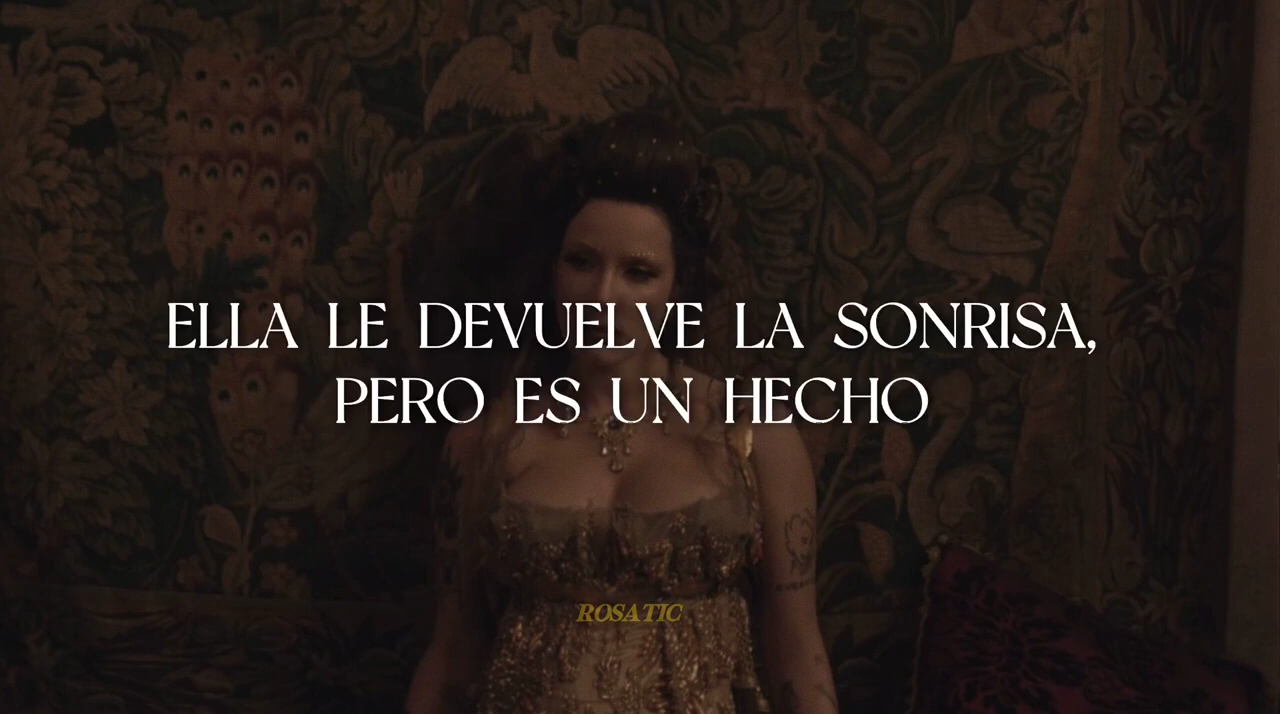 ELLA LE DEVUELVE LA SONRISA,
PERO ES UN HECHO
ROSATIC